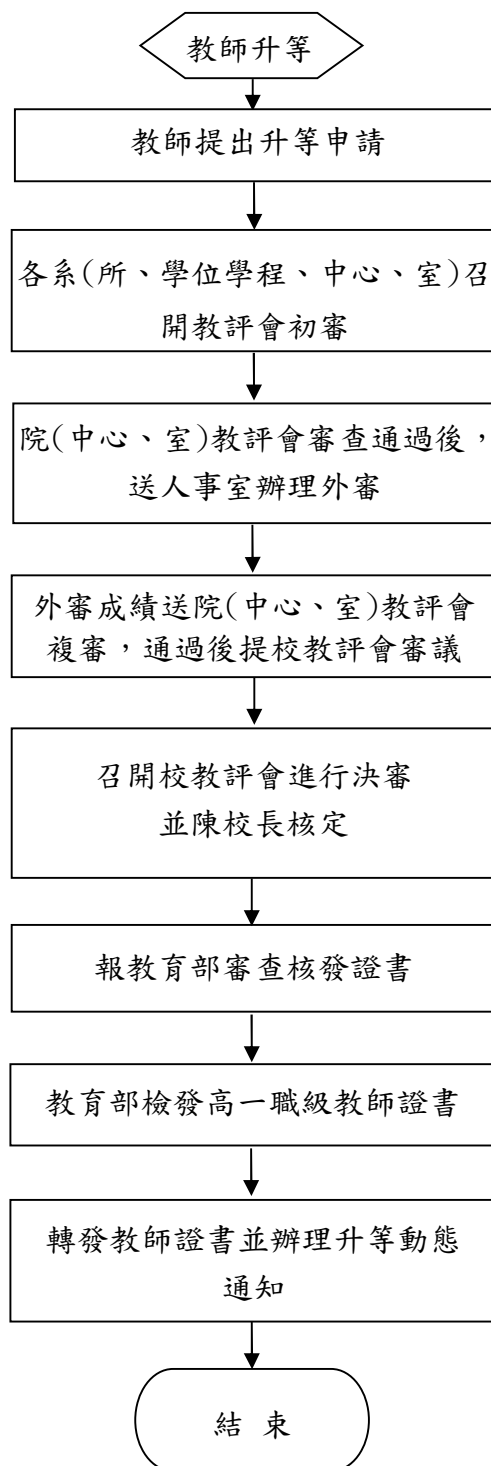 教師升等
教師提出升等申請
各系(所、學位學程、中心、室)召
開教評會初審
院(中心、室)教評會審查通過後，
送人事室辦理外審
外審成績送院(中心、室)教評會
複審，通過後提校教評會審議
召開校教評會進行決審
並陳校長核定
報教育部審查核發證書
教育部檢發高一職級教師證書
轉發教師證書並辦理升等動態
通知
結 束